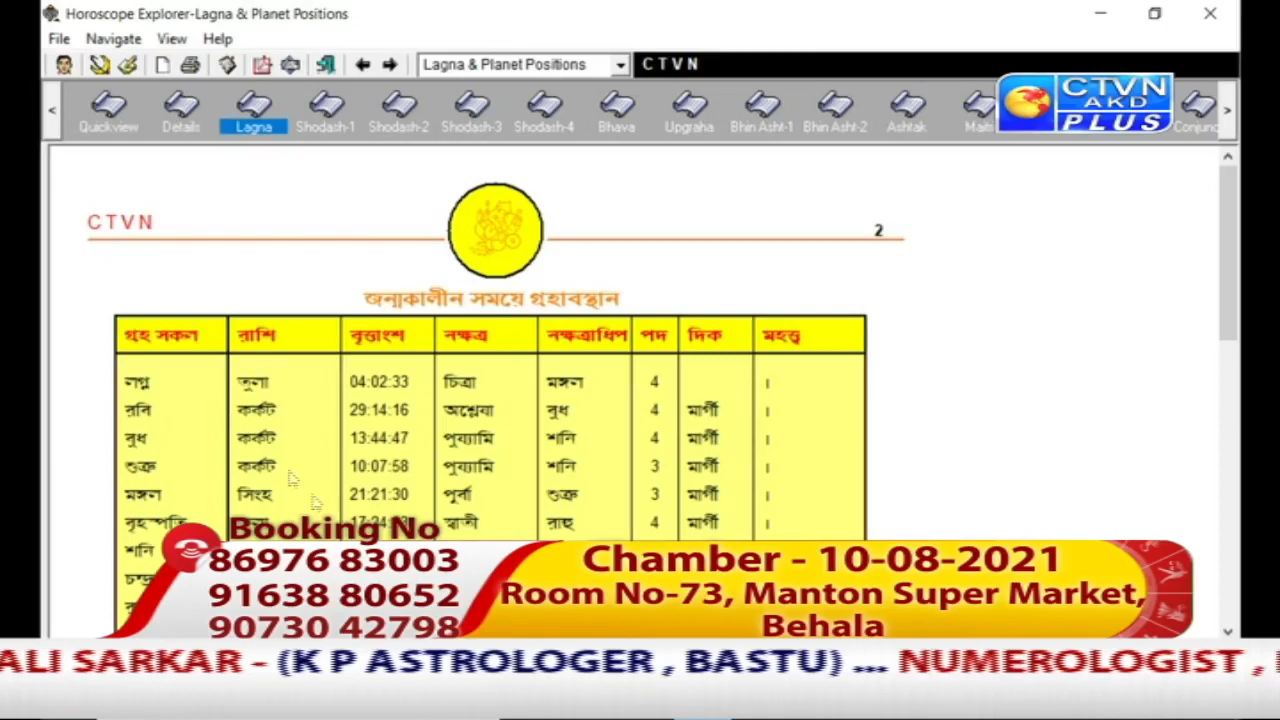 Horoscope Explorer-Lagna & Planet Positions
File Navigate View Help
Lagna & Planet Positions
C T V N
Quickview Details Lagna Shodash-1 Shodash-2 Shodash-3 Shodash-4 Bhava Upgraha Bhin Asht-1 Bhin Asht-2 Ashtak
CTVN
AKD
PLUS
C T V N
2
জন্মকালীন সময়ে গ্রহাবস্থান
গ্রহ সকল রাশি বৃত্তাংশ নক্ষত্র নক্ষত্রাধিপ পদ দিক মহত্ত্ব
লগ্ন তুলা 04:02:33 চিত্রা মঙ্গল 4 ।
রবি কর্কট 29:14:16 অশ্লেষা বুধ 4 মার্গী ।
বুধ কর্কট 13:44:47 পুষ্যামি শনি 4 মার্গী ।
শুক্র কর্কট 10:07:58 পুষ্যামি শনি 3 মার্গী ।
মঙ্গল সিংহ 21:21:30 পুর্বা শুক্র 3 মার্গী ।
বৃহস্পতি স্বাতী রাহু 4 মার্গী ।
শনি
Booking No
86976 83003
91638 80652
90730 42798
Chamber - 10-08-2021
Room No-73, Manton Super Market,
Behala
ALI SARKAR - (K P ASTROLOGER , BASTU) ... NUMEROLOGIST ,